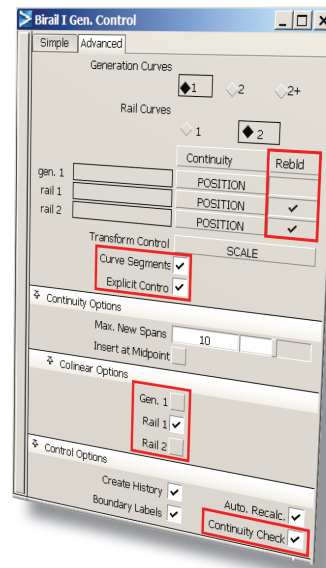 Birail I Gen. Control
Simple Advanced
Generation Curves
1 2 2+
Rail Curves
1 2
Continuity Rebld
gen. 1 POSITION
rail 1 POSITION
rail 2 POSITION
Transform Control SCALE
Curve Segments
Explicit Contro
Continuity Options
Max. New Spans 10
Insert at Midpoint
Colinear Options
Gen. 1
Rail 1
Rail 2
Control Options
Create History Auto. Recalc.
Boundary Labels Continuity Check